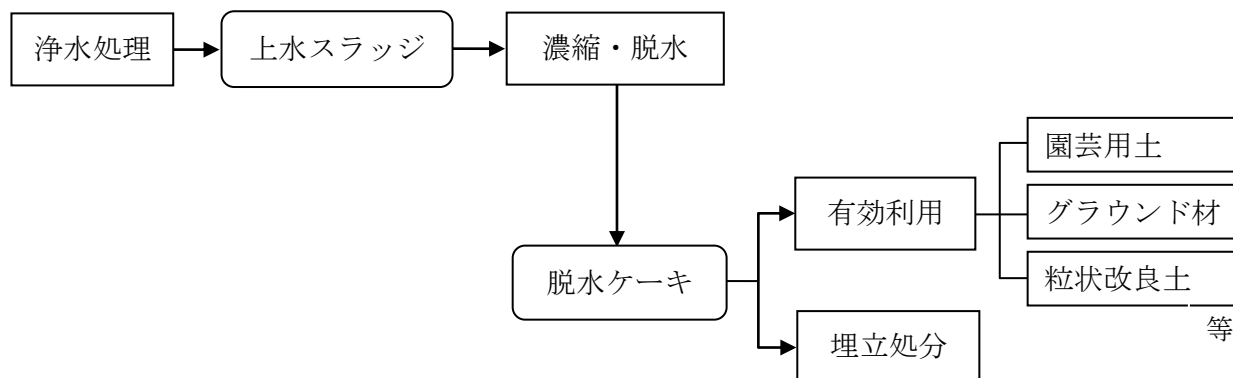 浄水処理
上水スラッジ
濃縮・脱水
園芸用土
有効利用
グラウンド材
脱水ケーキ
粒状改良土
等
埋立処分